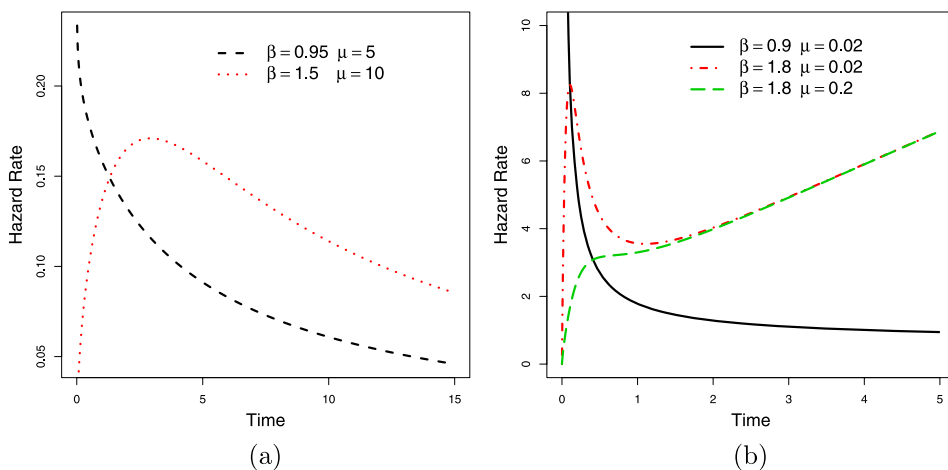 β = 0.95 μ = 5
β = 1.5 μ = 10
Hazard Rate
0.05
0.10
0.15
0.20
0
5
10
15
Time
(a)
β = 0.9 μ = 0.02
β = 1.8 μ = 0.02
β = 1.8 μ = 0.2
Hazard Rate
0
2
4
6
8
10
0
1
2
3
4
5
Time
(b)